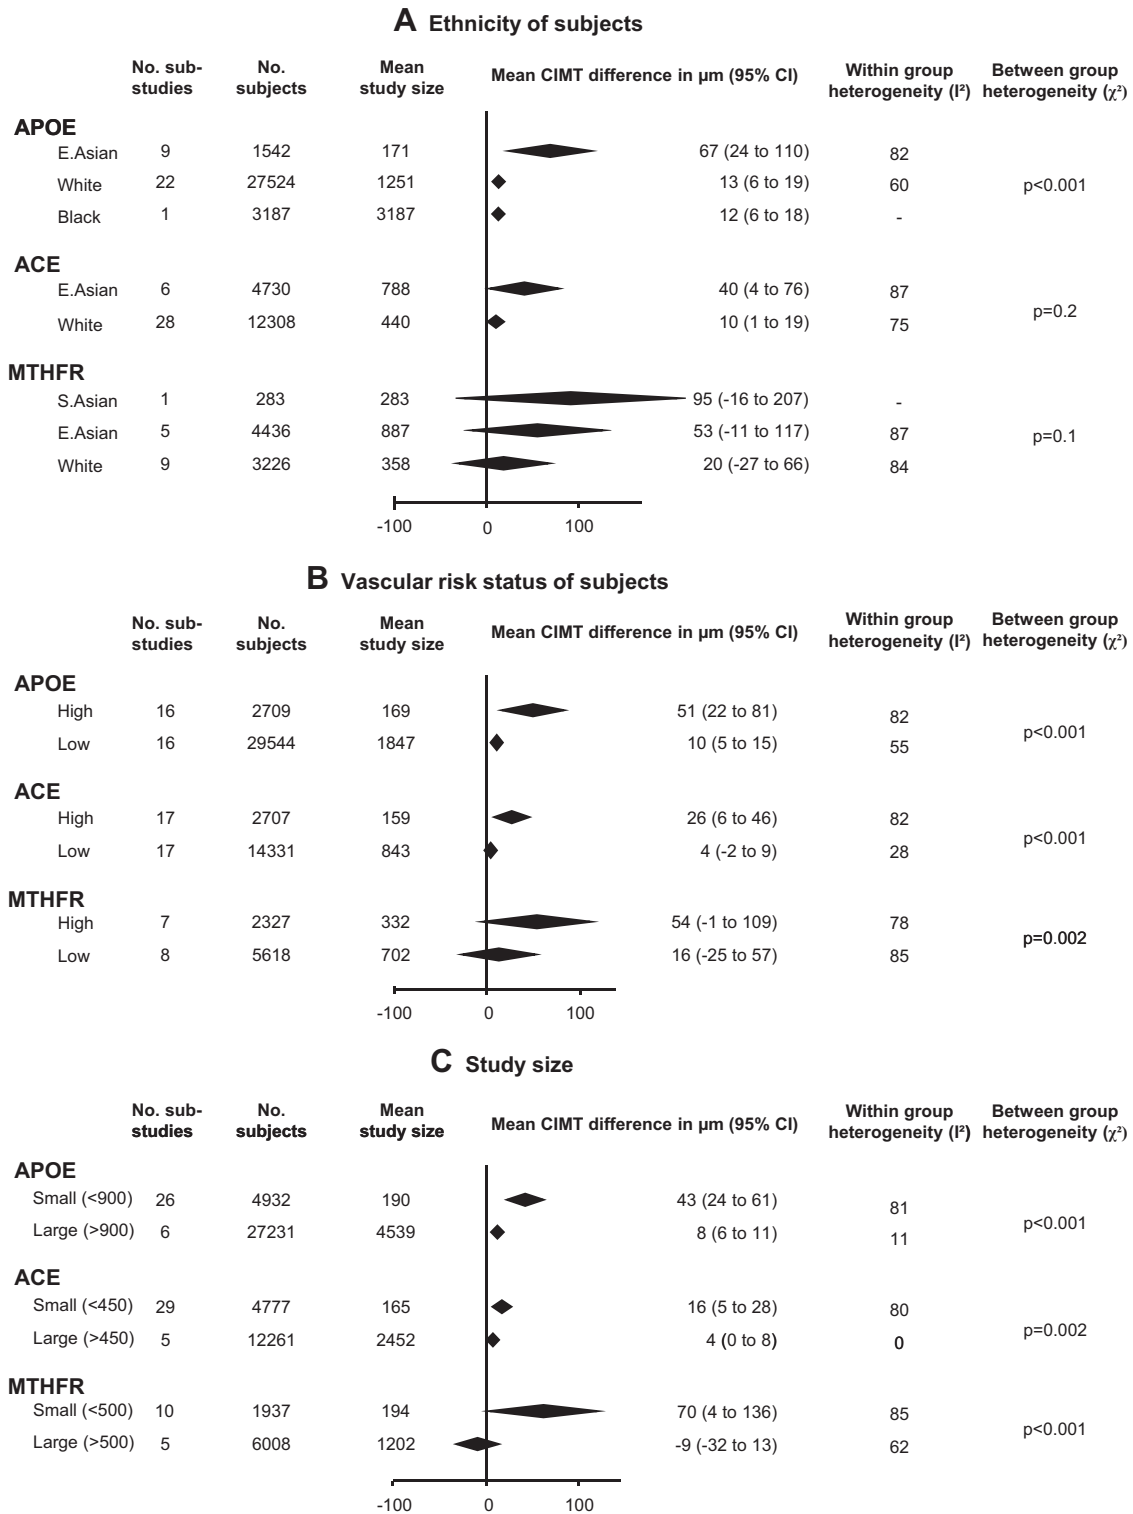 A Ethnicity of subjects
No. sub- No. Mean Mean CIMT difference in µm (95% CI) Within group Between group
studies subjects study size heterogeneity (I²) heterogeneity (χ²)
APOE
E.Asian 9 1542 171 67 (24 to 110) 82
White 22 27524 1251 13 (6 to 19) 60 p<0.001
Black 1 3187 3187 12 (6 to 18) -
ACE
E.Asian 6 4730 788 40 (4 to 76) 87
p=0.2
White 28 12308 440 10 (1 to 19) 75
MTHFR
S.Asian 1 283 283 95 (-16 to 207) -
E.Asian 5 4436 887 53 (-11 to 117) 87 p=0.1
White 9 3226 358 20 (-27 to 66) 84
-100 0 100
B Vascular risk status of subjects
No. sub- No. Mean Mean CIMT difference in µm (95% CI) Within group Between group
studies subjects study size heterogeneity (I²) heterogeneity (χ²)
APOE
High 16 2709 169 51 (22 to 81) 82
p<0.001
Low 16 29544 1847 10 (5 to 15) 55
ACE
High 17 2707 159 26 (6 to 46) 82
p<0.001
Low 17 14331 843 4 (-2 to 9) 28
MTHFR
High 7 2327 332 54 (-1 to 109) 78
p=0.002
Low 8 5618 702 16 (-25 to 57) 85
-100 0 100
C Study size
No. sub- No. Mean Mean CIMT difference in µm (95% CI) Within group Between group
studies subjects study size heterogeneity (I²) heterogeneity (χ²)
APOE
Small (<900) 26 4932 190 43 (24 to 61) 81
p<0.001
Large (>900) 6 27231 4539 8 (6 to 11) 11
ACE
Small (<450) 29 4777 165 16 (5 to 28) 80
p=0.002
Large (>450) 5 12261 2452 4 (0 to 8) 0
MTHFR
Small (<500) 10 1937 194 70 (4 to 136) 85
p<0.001
Large (>500) 5 6008 1202 -9 (-32 to 13) 62
-100 0 100